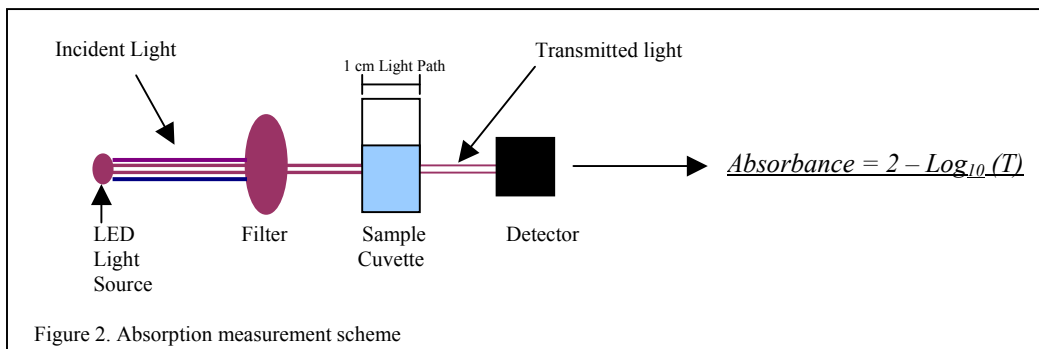 Incident Light
Transmitted light
1 cm Light Path
Absorbance = 2 – Log10 (T)
LED
Light
Source
Filter
Sample
Cuvette
Detector
Figure 2. Absorption measurement scheme